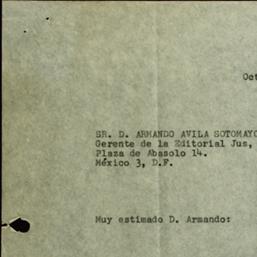 Oct
SR. D. ARMANDO AVILA SOTOMAYO
Gerente de la Editorial Jus,
Plaza de Abasolo 14.
México 3, D.F.
Muy estimado D. Armando: